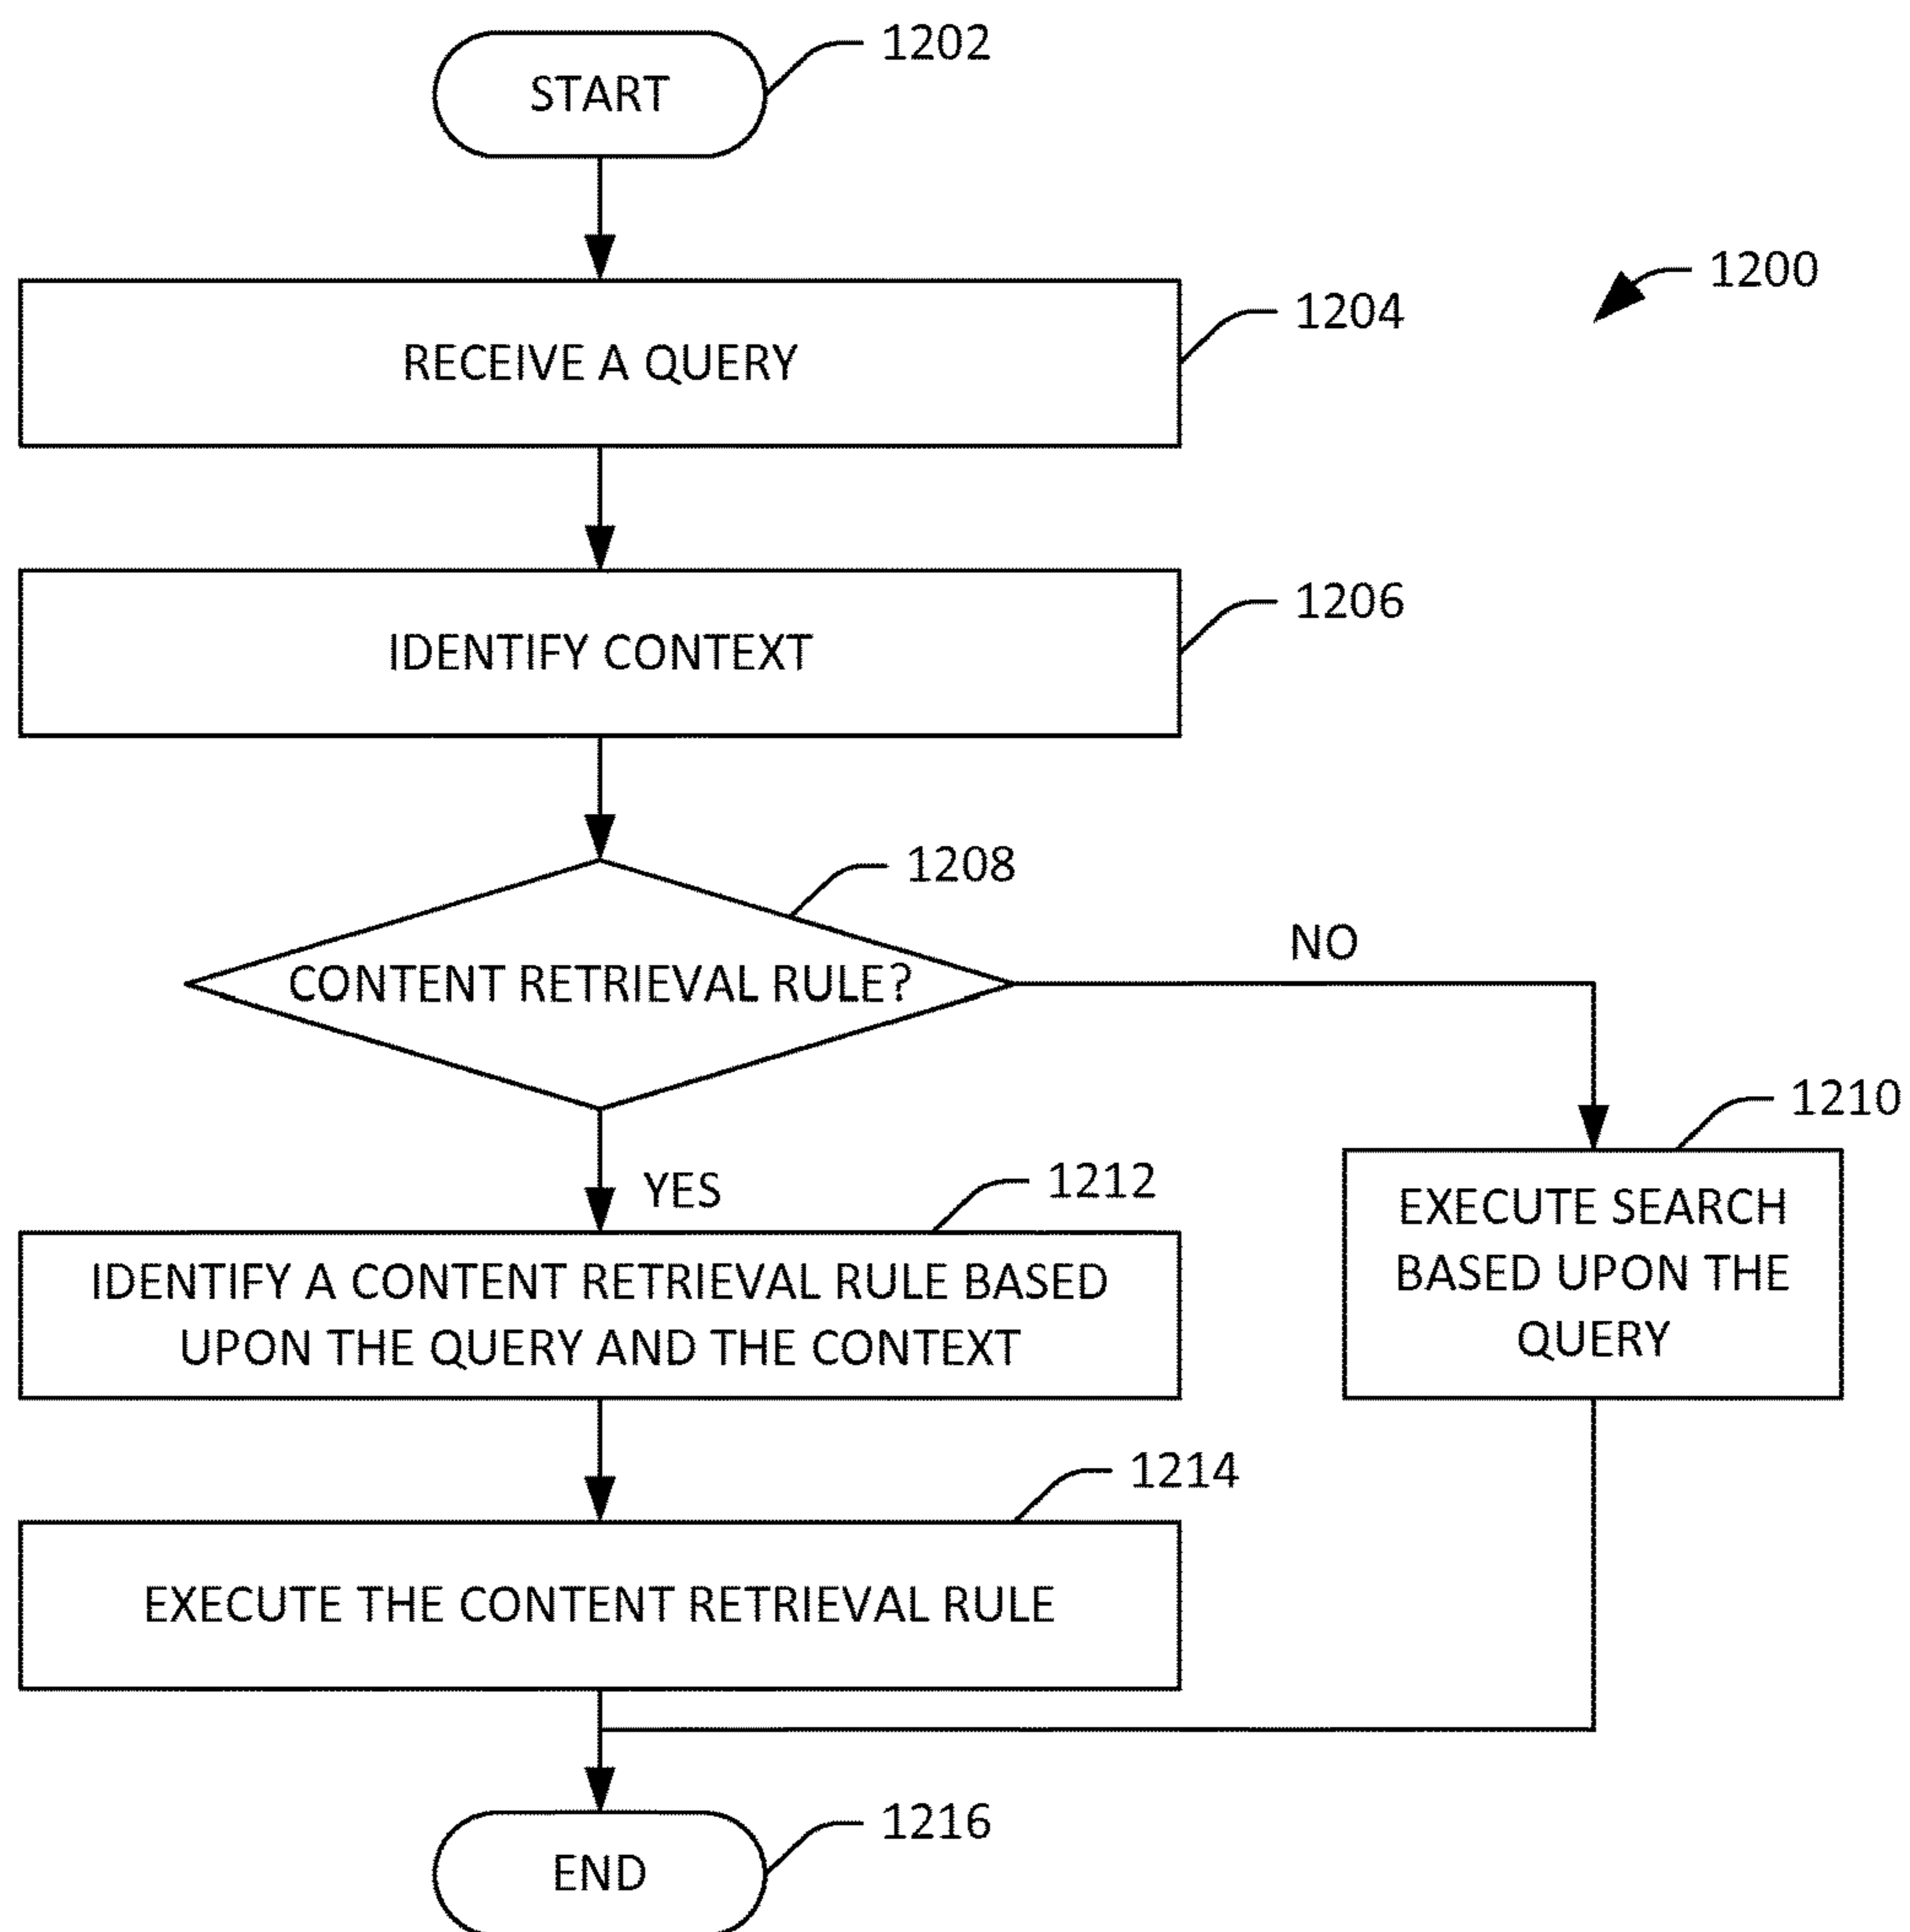 1202
START
1200
1204
RECEIVE A QUERY
1206
IDENTIFY CONTEXT
1208
NO
CONTENT RETRIEVAL RULE?
1210
YES
1212
EXECUTE SEARCH
BASED UPON THE
QUERY
IDENTIFY A CONTENT RETRIEVAL RULE BASED
UPON THE QUERY AND THE CONTEXT
1214
EXECUTE THE CONTENT RETRIEVAL RULE
1216
END